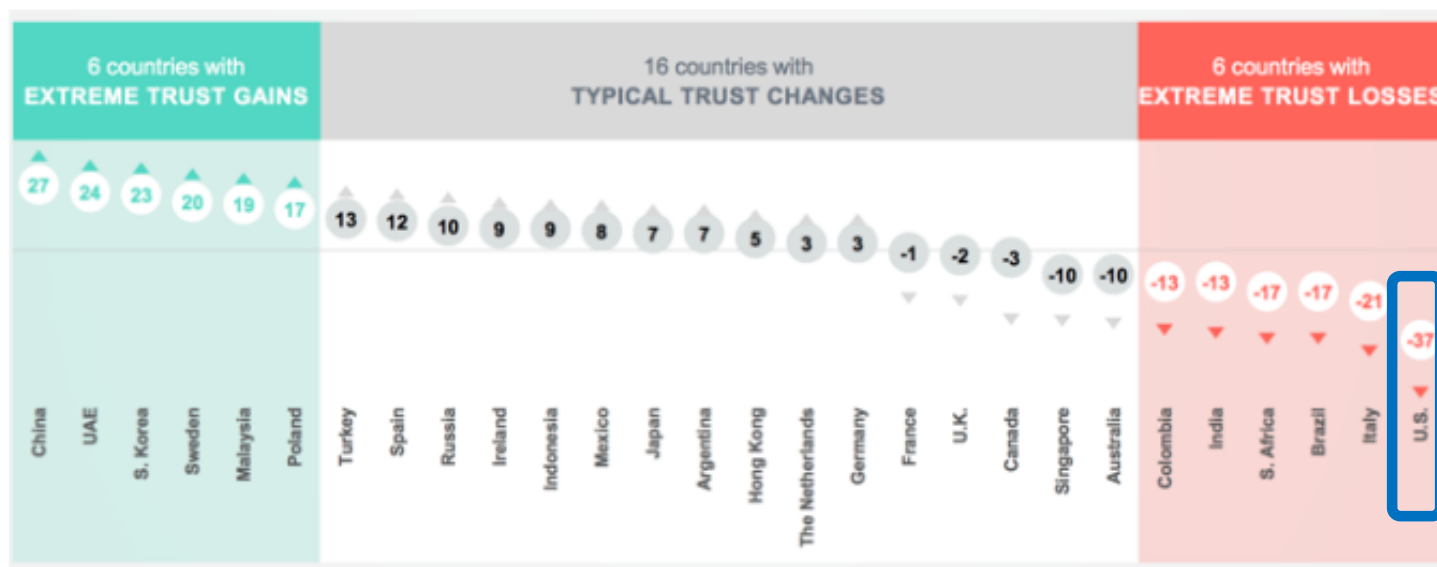 6 countries with
EXTREME TRUST GAINS
16 countries with
TYPICAL TRUST CHANGES
6 countries with
EXTREME TRUST LOSSES
27 24 23 20 19 17 13 12 10 9 9 8 7 7 5 3 3 -1 -2 -3 -10 -10 -13 -13 -17 -17 -21 -37
China
UAE
S. Korea
Sweden
Malaysia
Poland
Turkey
Spain
Russia
Ireland
Indonesia
Mexico
Japan
Argentina
Hong Kong
The Netherlands
Germany
France
U.K.
Canada
Singapore
Australia
Colombia
India
S. Africa
Brazil
Italy
U.S.